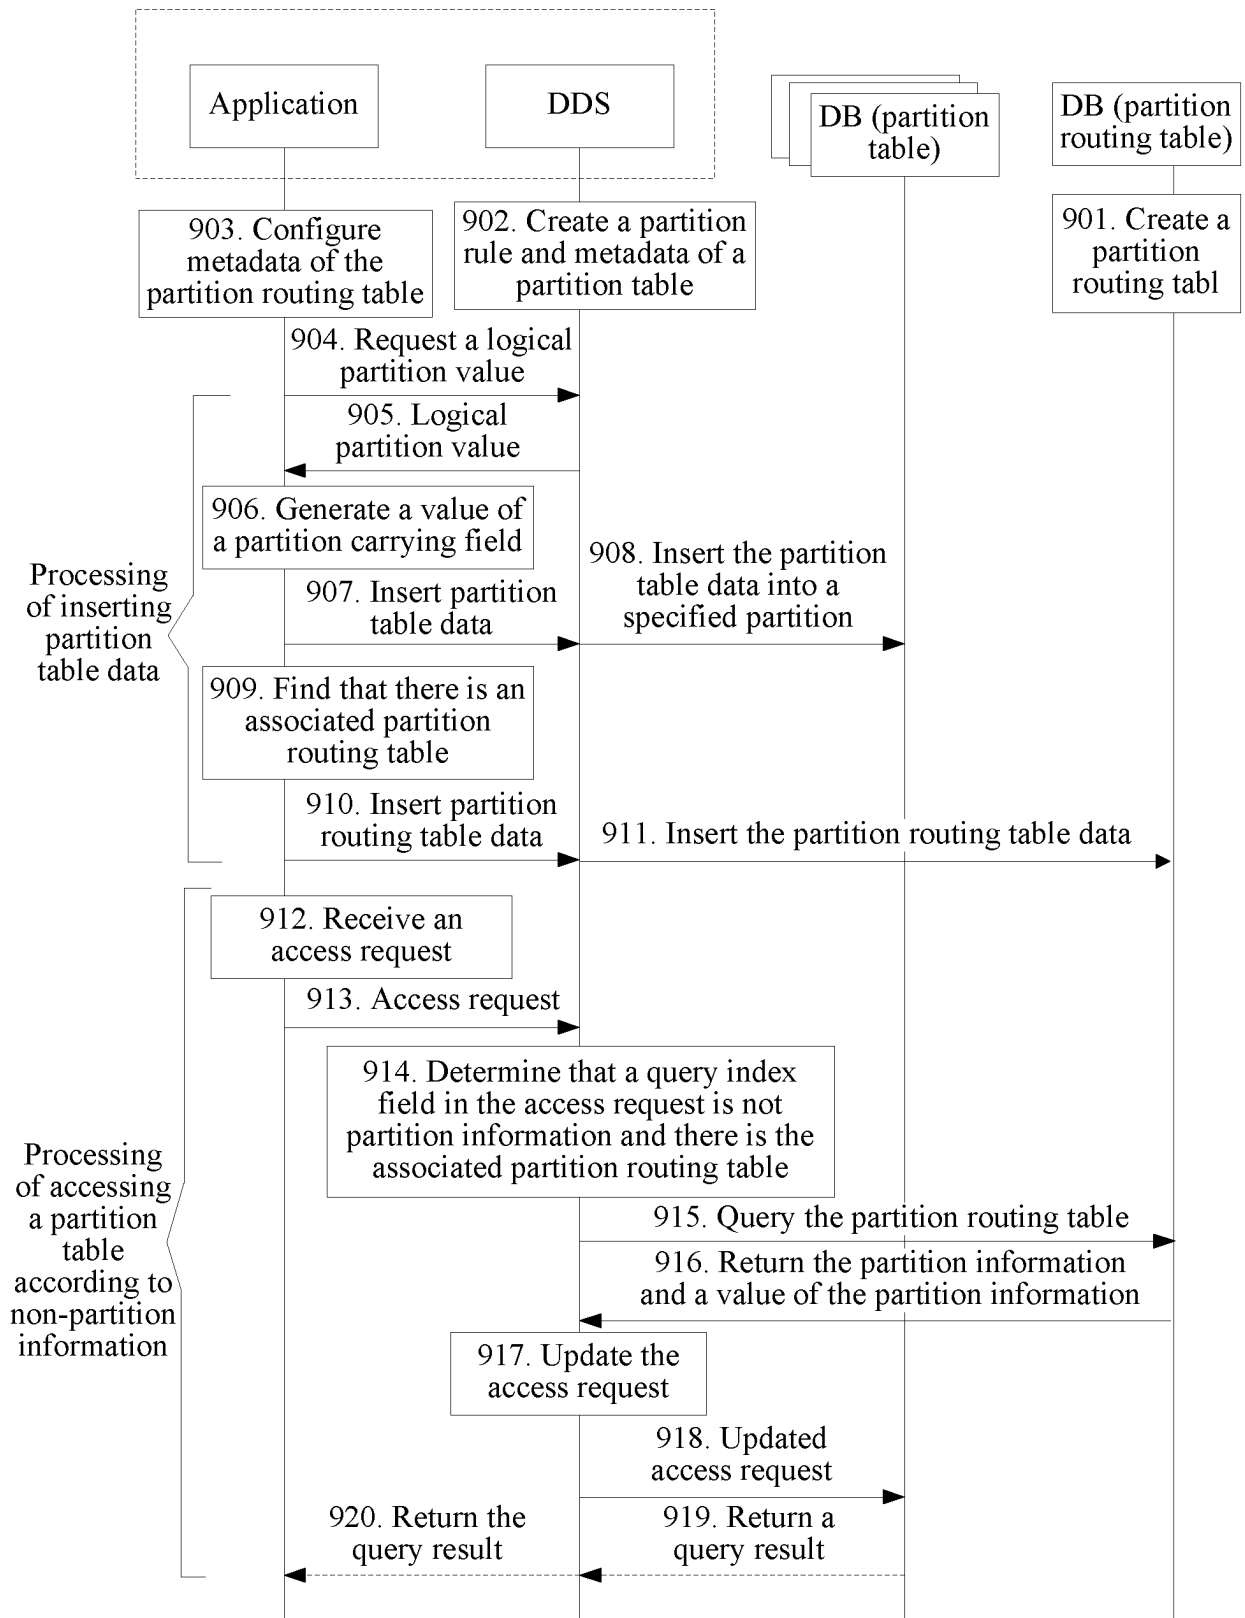 Application
DDS
DB (partition
table)
DB (partition
routing table)
903. Configure
metadata of the
partition routing table
902. Create a partition
rule and metadata of a
partition table
901. Create a
partition
routing tabl
904. Request a logical
partition value
905. Logical
partition value
906. Generate a value of
a partition carrying field
Processing
of inserting
partition
table data
907. Insert partition
table data
908. Insert the partition
table data into a
specified partition
909. Find that there is an
associated partition
routing table
910. Insert partition
routing table data
911. Insert the partition routing table data
912. Receive an
access request
913. Access request
914. Determine that a query index
field in the access request is not
partition information and there is the
associated partition routing table
Processing
of accessing
a partition
table
according to
non-partition
information
915. Query the partition routing table
916. Return the partition information
and a value of the partition information
917. Update the
access request
918. Updated
access request
920. Return the
query result
919. Return a
query result